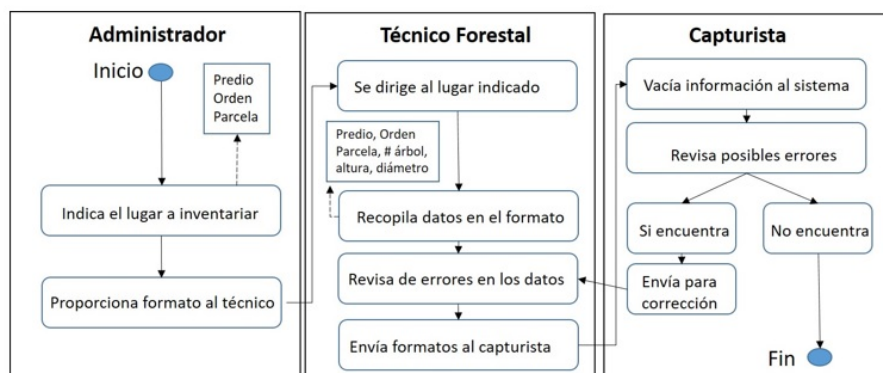 Administrador
Inicio
Predio
Orden
Parcela
Indica el lugar a inventariar
Proporciona formato al técnico
Técnico Forestal
Se dirige al lugar indicado
Predio, Orden
Parcela, # árbol,
altura, diámetro
Recopila datos en el formato
Revisa de errores en los datos
Envía formatos al capturista
Capturista
Vacía información al sistema
Revisa posibles errores
Si encuentra
No encuentra
Envía para
corrección
Fin